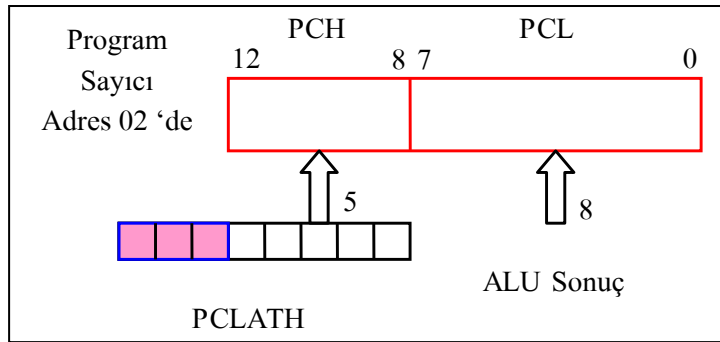 Program
Sayıcı
Adres 02 ‘de
PCH PCL
12 8 7 0
5
8
ALU Sonuç
PCLATH